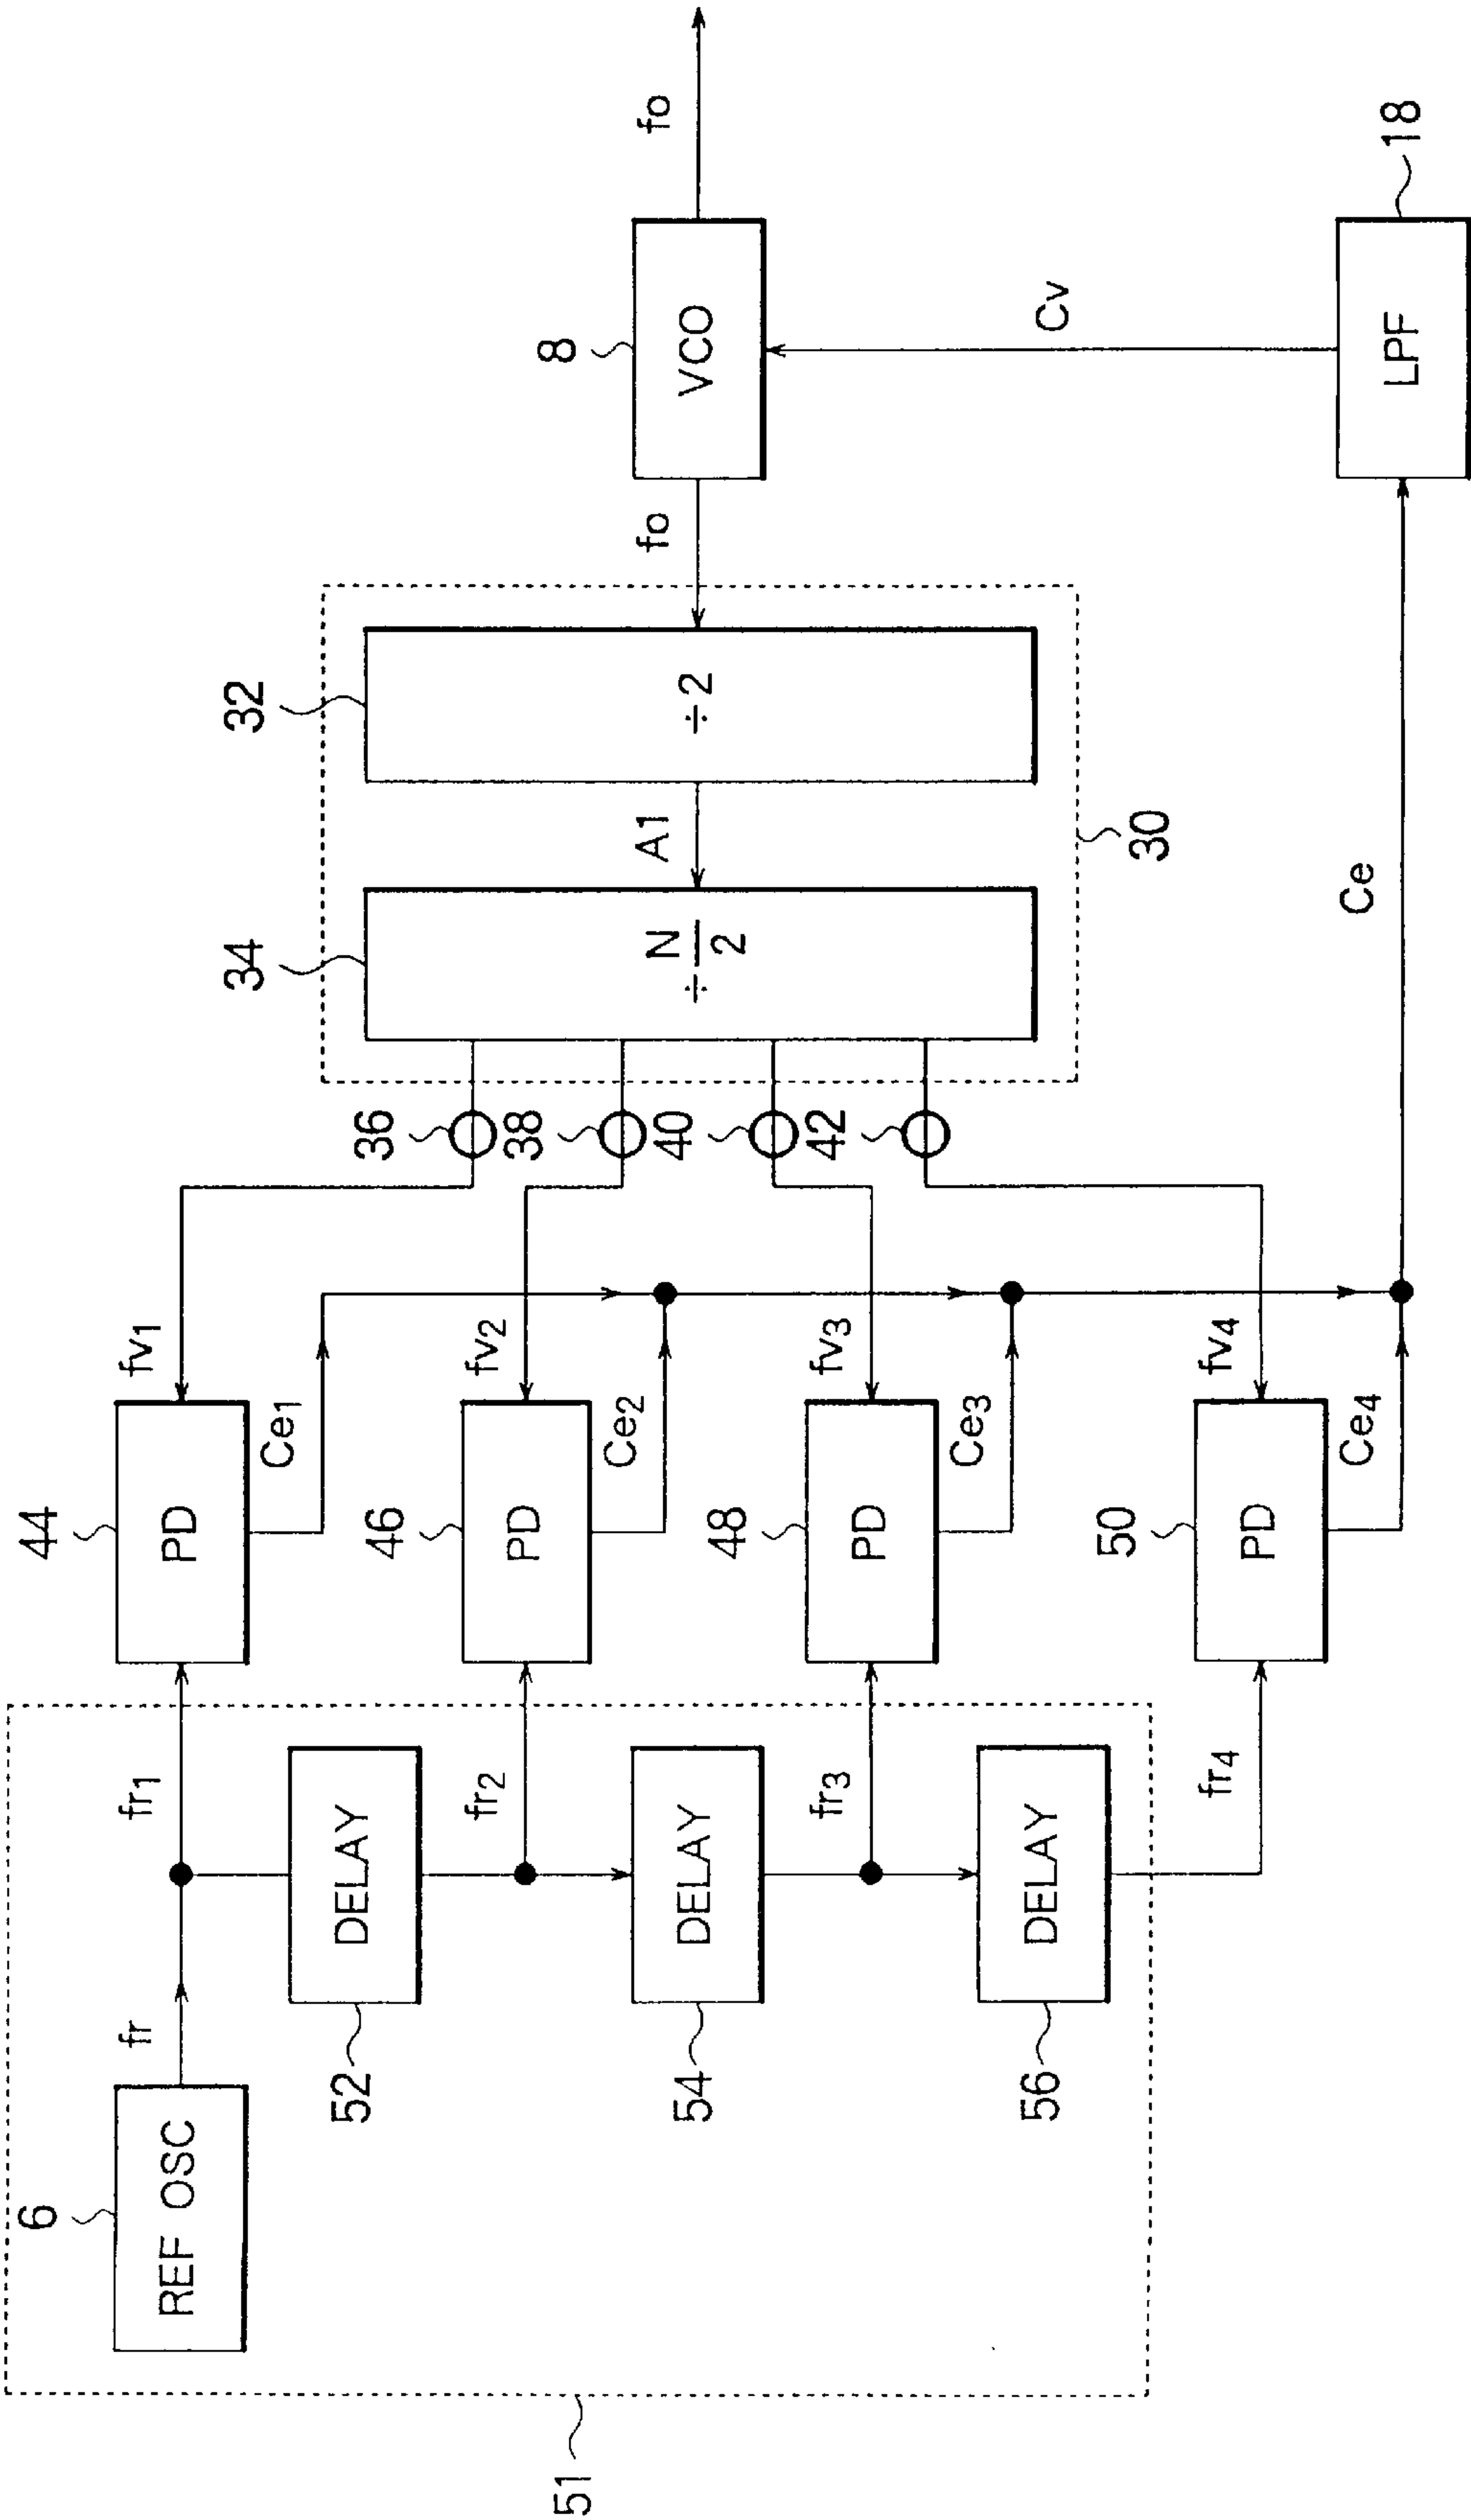 51
6
REF OSC
fr
52
DELAY
54
DELAY
56
DELAY
fr1
fr2
fr3
fr4
44
PD
46
PD
48
PD
50
PD
Ce1
Ce2
Ce3
Ce4
fv1
fv2
fv3
fv4
36
38
40
42
34
÷ N/2
A1
32
÷ 2
30
fo
8
VCO
fo
Cv
Ce
LPF
18